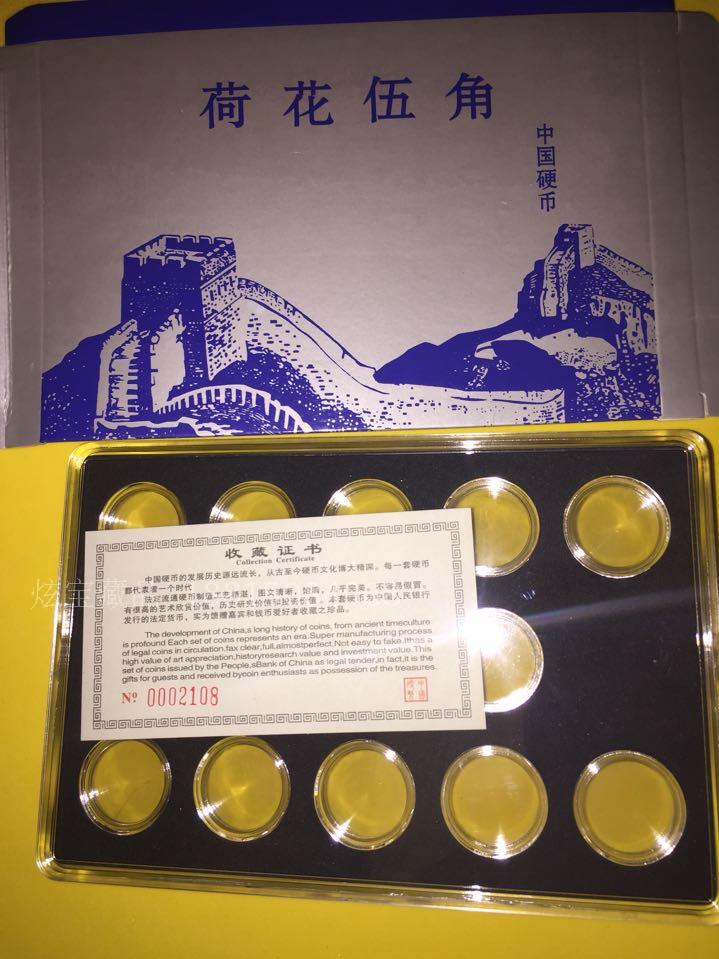 荷花伍角
中国硬币
收藏证书
Collection Certificate
中国硬币的发展历史源远流长，从古至今硬币文化博大精深。每一套硬币
都代表着一个时代
法定流通硬币制造工艺精湛，图文清晰，饱满，几乎完美。不容易假冒。
有很高的艺术欣赏价值，历史研究价值和投资价值。本套硬币为中国人民银行
发行的法定货币，实为馈赠嘉宾和钱币爱好者收藏之珍品。
The development of China,s long history of coins, from ancient timeculture
is profound Each set of coins represents an era.Super manufacturing process
of legal coins in circulation.fax clear,full,almostperfect,Not easy to fake.Ithas a
high value of art appreciation,historyresearch value and investment value.This
set of coins issued by the People,sBank of China as legal tender,in fact,it is the
gifts for guests and received bycoin enthusiasts as possession of the treasures.
Nº 0002108
炫宝藏